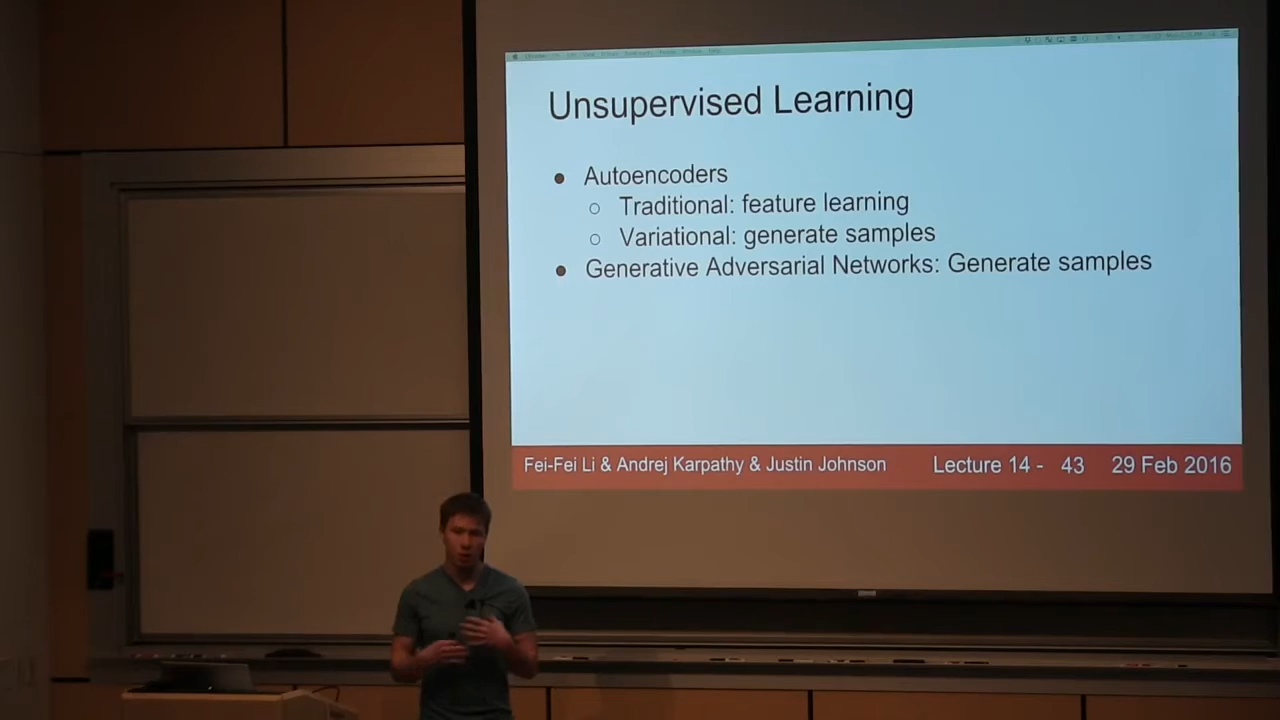 Unsupervised Learning
● Autoencoders
○ Traditional: feature learning
○ Variational: generate samples
● Generative Adversarial Networks: Generate samples
Fei-Fei Li & Andrej Karpathy & Justin Johnson Lecture 14 - 43 29 Feb 2016